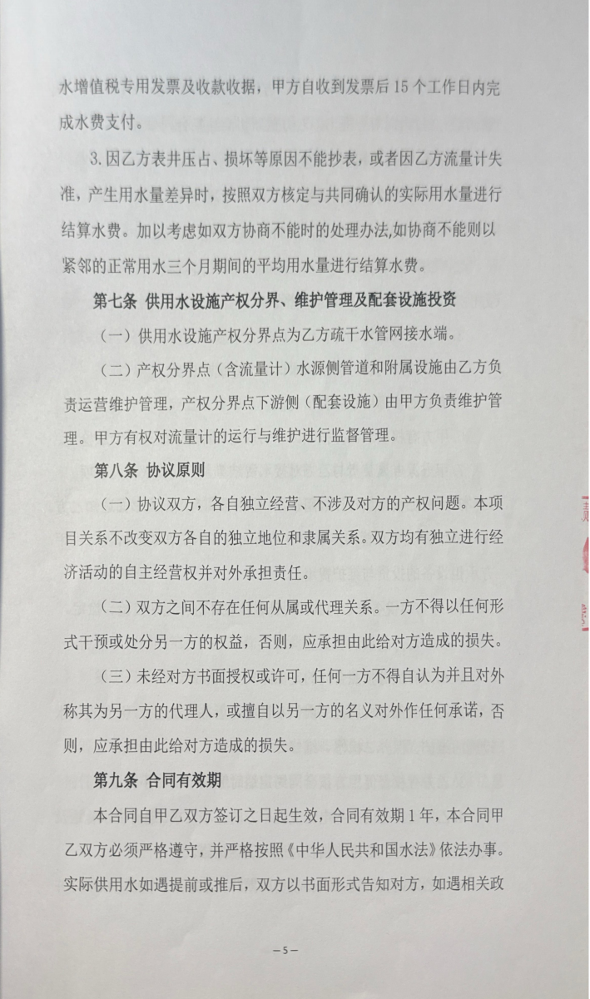 水增值税专用发票及收款收据，甲方自收到发票后 15 个工作日内完
成水费支付。
3.因乙方表井压占、损坏等原因不能抄表，或者因乙方流量计失
准，产生用水量差异时，按照双方核定与共同确认的实际用水量进行
结算水费。加以考虑如双方协商不能时的处理办法,如协商不能则以
紧邻的正常用水三个月期间的平均用水量进行结算水费。
第七条 供用水设施产权分界、维护管理及配套设施投资
（一）供用水设施产权分界点为乙方疏干水管网接水端。
（二）产权分界点（含流量计）水源侧管道和附属设施由乙方负
责运营维护管理，产权分界点下游侧（配套设施）由甲方负责维护管
理。甲方有权对流量计的运行与维护进行监督管理。
第八条 协议原则
（一）协议双方，各自独立经营、不涉及对方的产权问题。本项
目关系不改变双方各自的独立地位和隶属关系。双方均有独立进行经
济活动的自主经营权并对外承担责任。
（二）双方之间不存在任何从属或代理关系。一方不得以任何形
式干预或处分另一方的权益，否则，应承担由此给对方造成的损失。
（三）未经对方书面授权或许可，任何一方不得自认为并且对外
称其为另一方的代理人，或擅自以另一方的名义对外作任何承诺，否
则，应承担由此给对方造成的损失。
第九条 合同有效期
本合同自甲乙双方签订之日起生效，合同有效期 1 年，本合同甲
乙双方必须严格遵守，并严格按照《中华人民共和国水法》依法办事。
实际供用水如遇提前或推后，双方以书面形式告知对方，如遇相关政
—5—